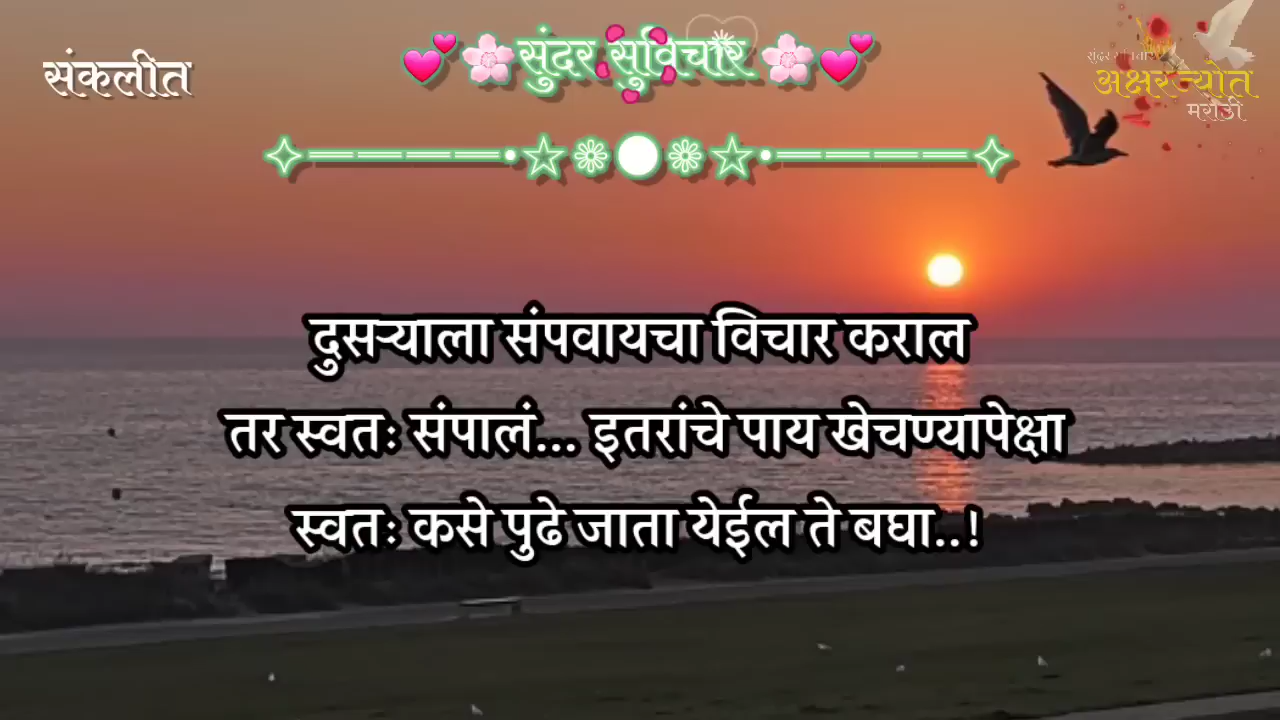 संकलीत
💕🌸सुंदर सुविचार🌸💕
अक्षरज्योत
मराठी
दुसऱ्याला संपवायचा विचार कराल
तर स्वतः संपालं... इतरांचे पाय खेचण्यापेक्षा
स्वतः कसे पुढे जाता येईल ते बघा..!